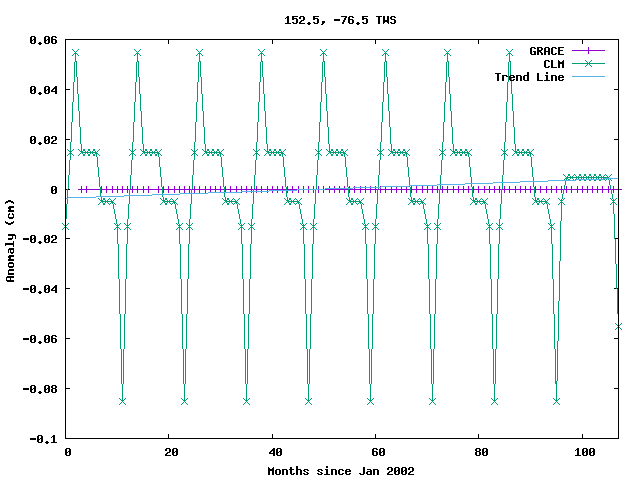 152.5, -76.5 TWS
GRACE
CLM
Trend Line
0.06
0.04
0.02
0
-0.02
-0.04
-0.06
-0.08
-0.1
Anomaly (cm)
0 20 40 60 80 100
Months since Jan 2002